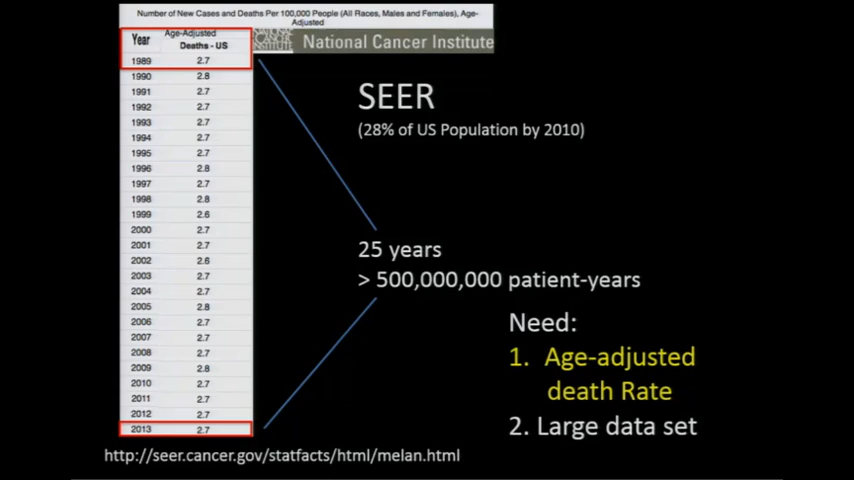 Number of New Cases and Deaths Per 100,000 People (All Races, Males and Females), Age-
Adjusted
Year Age-Adjusted
Deaths - US
NATIONAL
CANCER
INSTITUTE
National Cancer Institute
1989 2.7
1990 2.8
1991 2.7
1992 2.7
1993 2.7
1994 2.7
1995 2.7
1996 2.8
1997 2.7
1998 2.8
1999 2.6
2000 2.7
2001 2.7
2002 2.6
2003 2.7
2004 2.7
2005 2.8
2006 2.7
2007 2.7
2008 2.7
2009 2.8
2010 2.7
2011 2.7
2012 2.7
2013 2.7
SEER
(28% of US Population by 2010)
25 years
> 500,000,000 patient-years
Need:
1. Age-adjusted
death Rate
2. Large data set
http://seer.cancer.gov/statfacts/html/melan.html